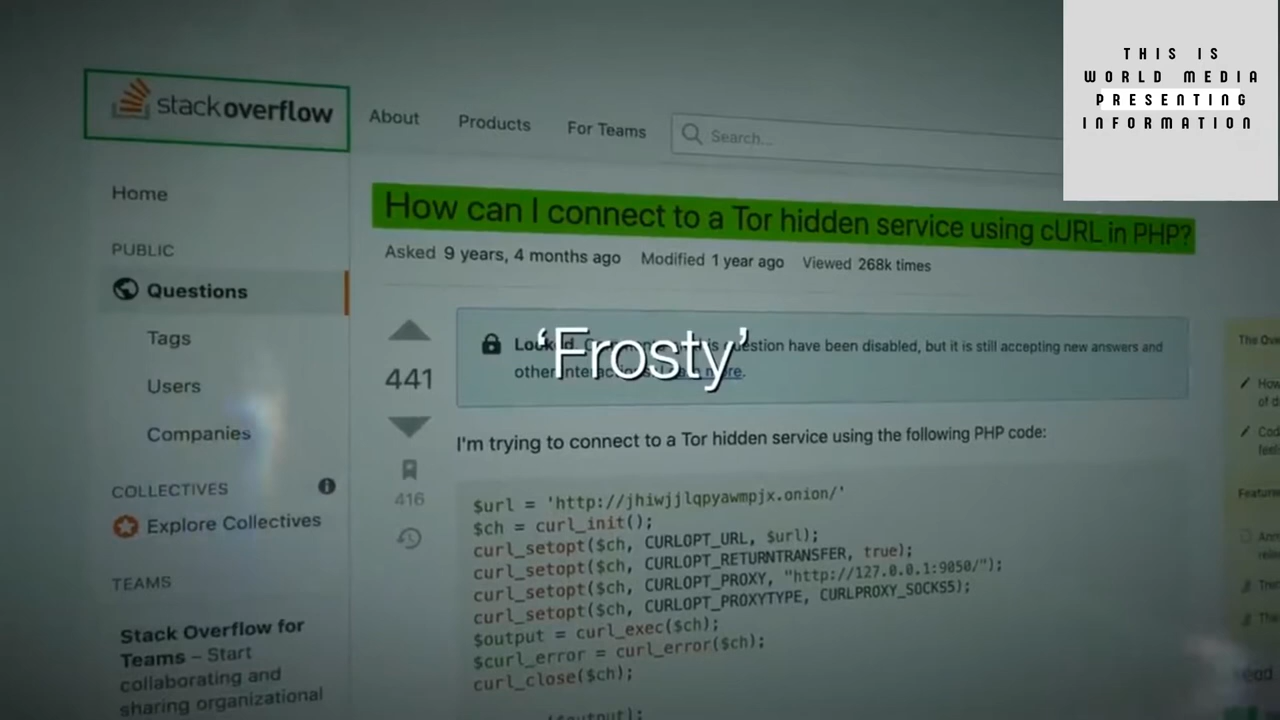 THIS IS
WORLD MEDIA
PRESENTING
INFORMATION
stackoverflow
About
Products
For Teams
Search...
Home
PUBLIC
Questions
Tags
Users
Companies
COLLECTIVES
Explore Collectives
TEAMS
Stack Overflow for
Teams – Start
collaborating and
sharing organizational
How can I connect to a Tor hidden service using cURL in PHP?
Asked 9 years, 4 months ago Modified 1 year ago Viewed 268k times
441
416
question have been disabled, but it is still accepting new answers and
other
‘Frosty’
I'm trying to connect to a Tor hidden service using the following PHP code:
$url = 'http://jhiwjjlqpyawmpjx.onion/'
$ch = curl_init();
curl_setopt($ch, CURLOPT_URL, $url);
curl_setopt($ch, CURLOPT_RETURNTRANSFER, true);
curl_setopt($ch, CURLOPT_PROXY, "http://127.0.0.1:9050/");
curl_setopt($ch, CURLOPT_PROXYTYPE, CURLPROXY_SOCKS5);
$output = curl_exec($ch);
$curl_error = curl_error($ch);
curl_close($ch);
The
How
of